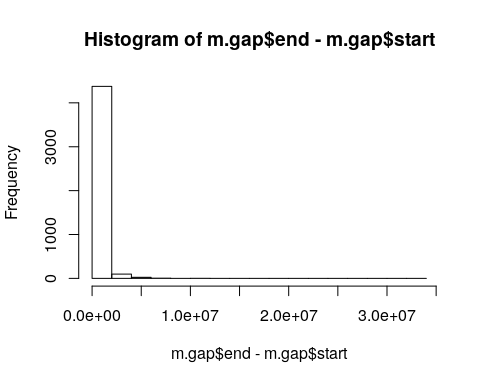 Histogram of m.gap$end - m.gap$start
Frequency
3000
1000
0
0.0e+00 1.0e+07 2.0e+07 3.0e+07
m.gap$end - m.gap$start